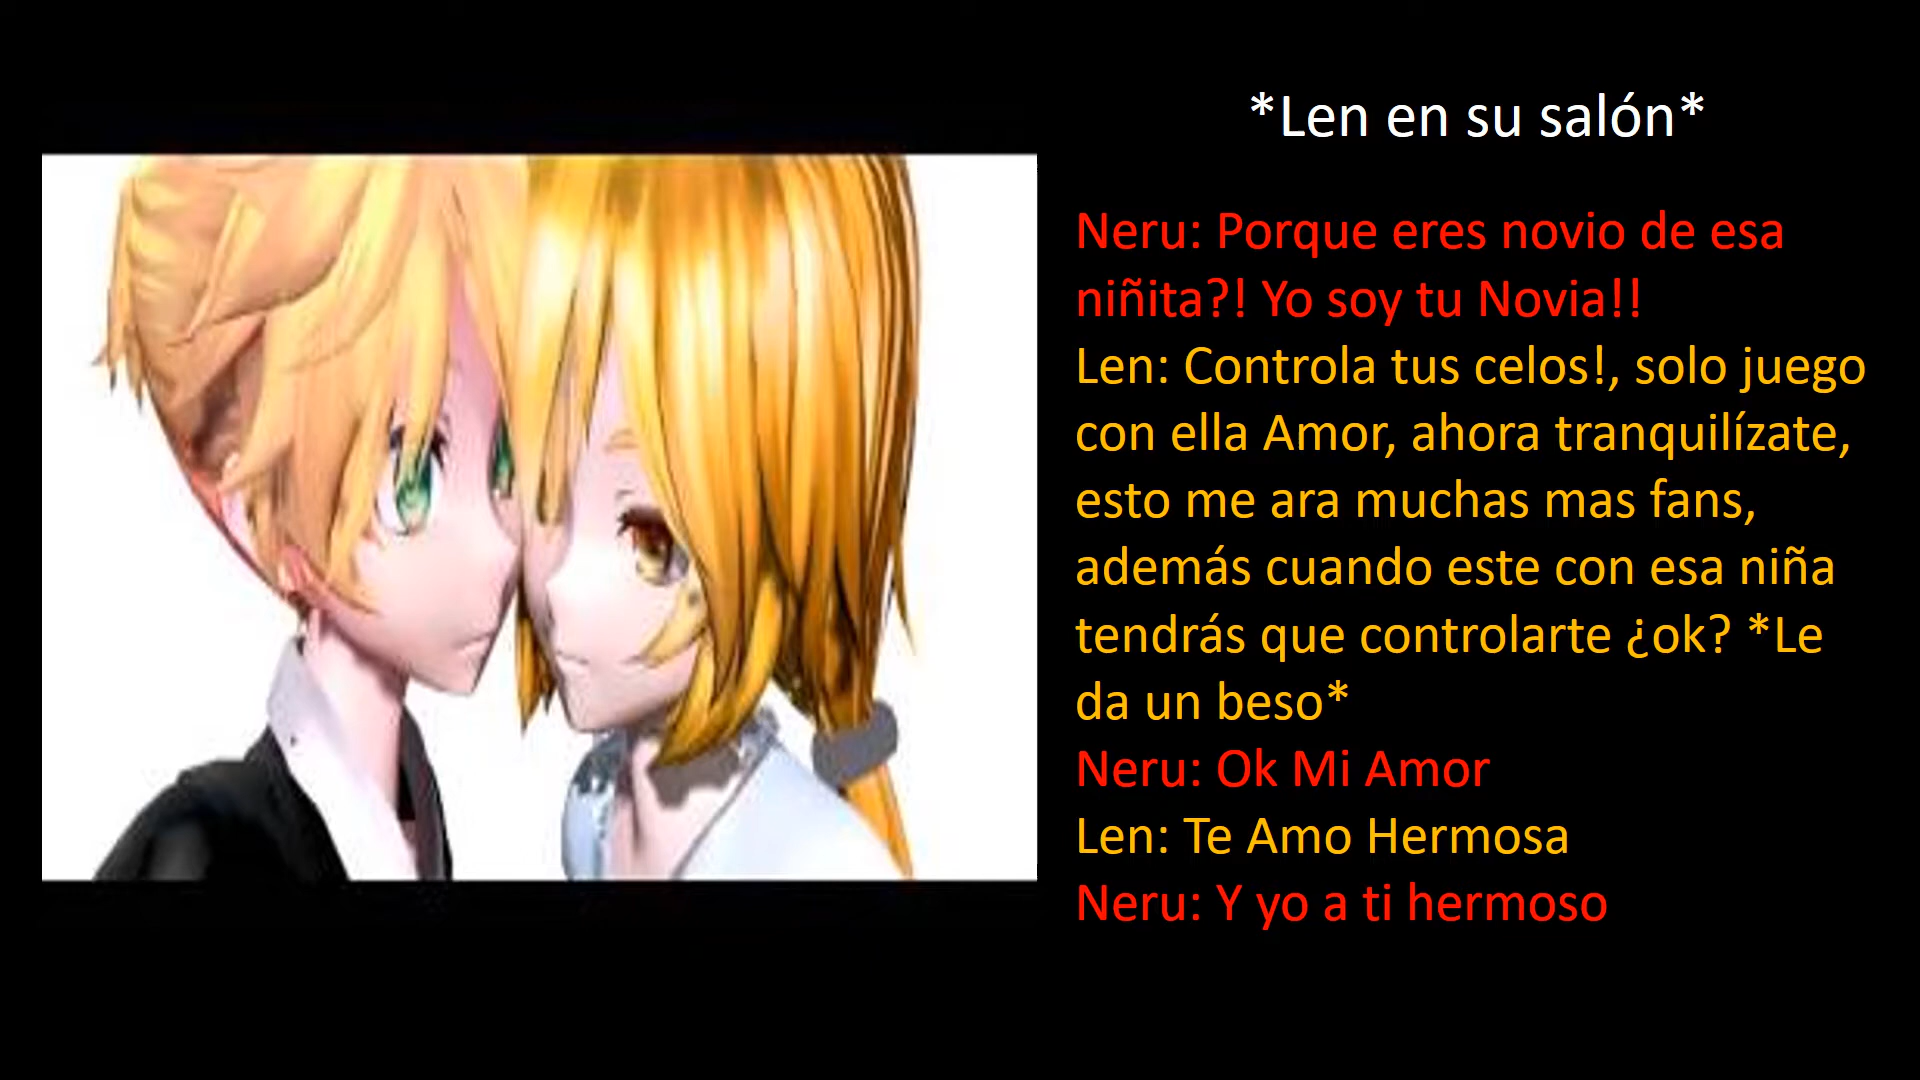 *Len en su salón*
Neru: Porque eres novio de esa
niñita?! Yo soy tu Novia!!
Len: Controla tus celos!, solo juego
con ella Amor, ahora tranquilízate,
esto me ara muchas mas fans,
además cuando este con esa niña
tendrás que controlarte ¿ok? *Le
da un beso*
Neru: Ok Mi Amor
Len: Te Amo Hermosa
Neru: Y yo a ti hermoso